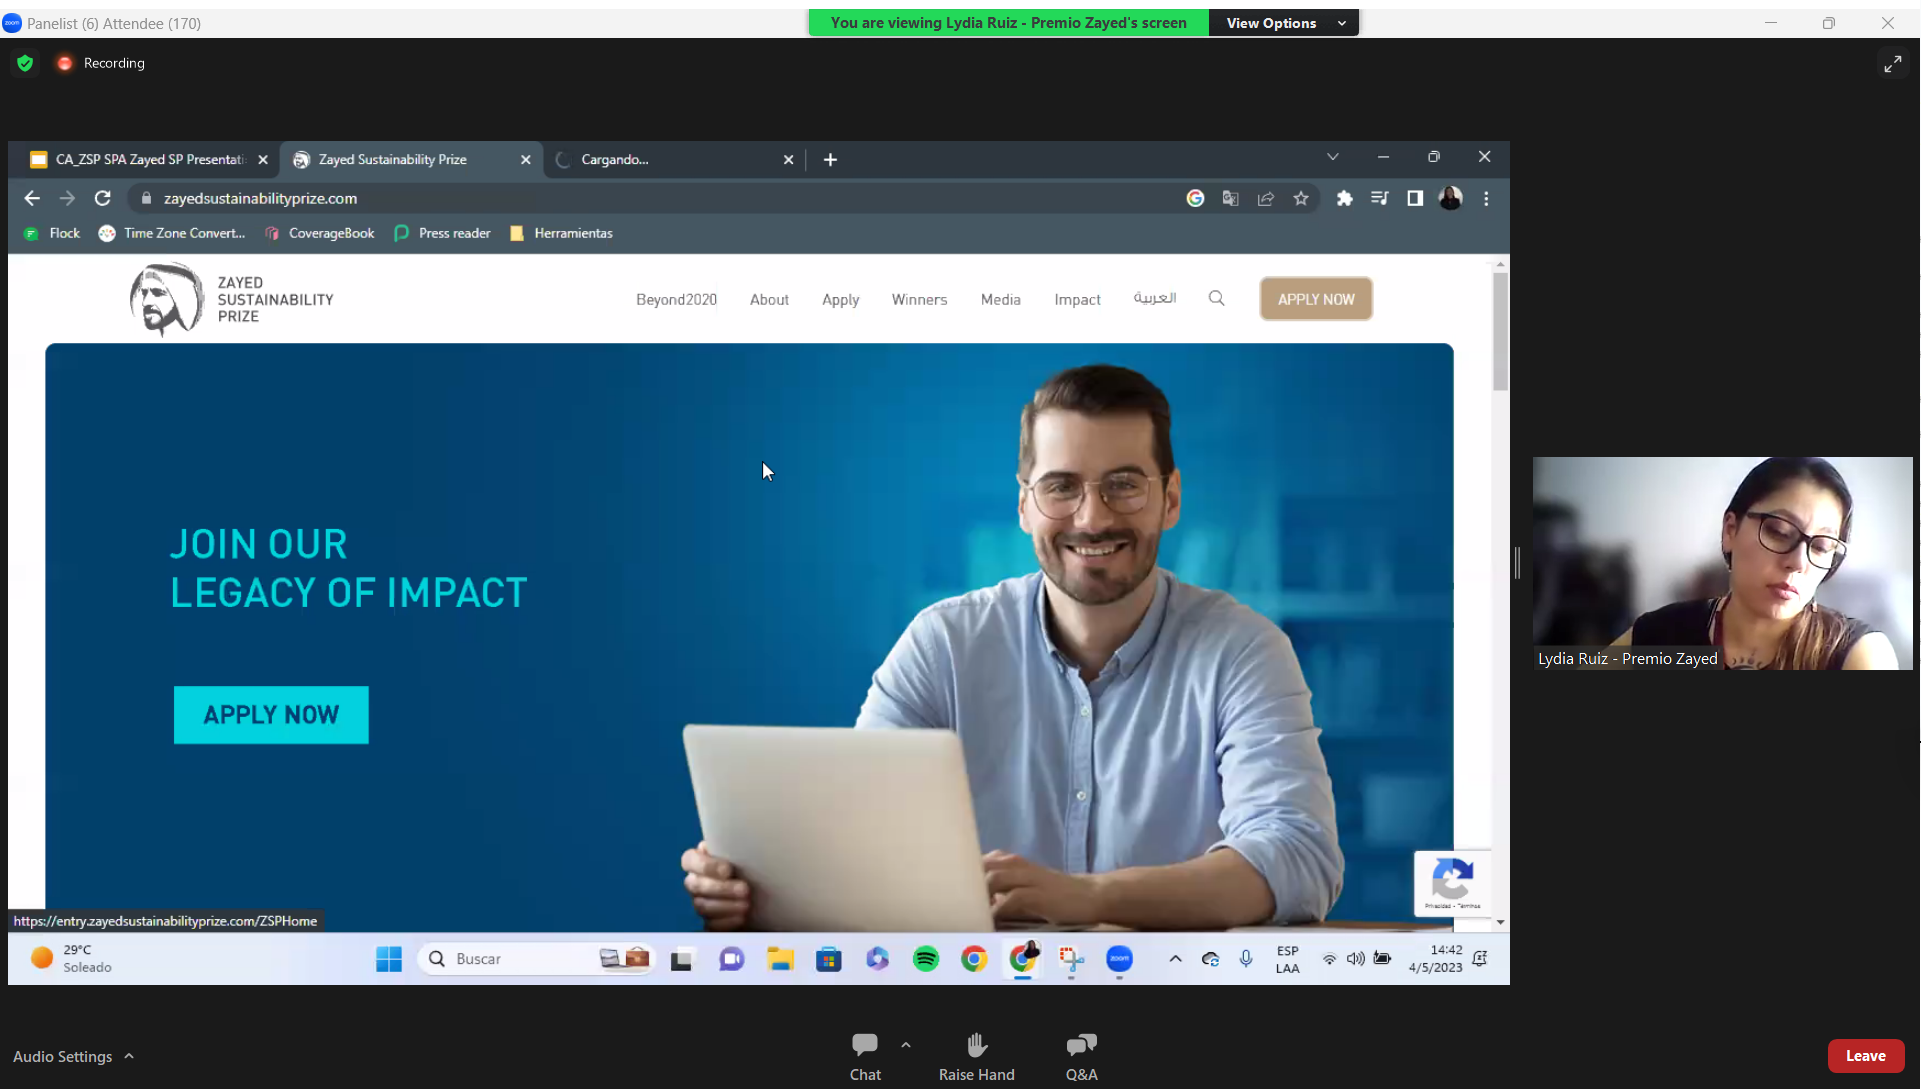 zoom
Panelist (6) Attendee (170)
You are viewing Lydia Ruiz - Premio Zayed's screen
View Options
Recording
CA_ZSP SPA Zayed SP Presentati
Zayed Sustainability Prize
Cargando...
zayedsustainabilityprize.com
Flock
Time Zone Convert...
CoverageBook
Press reader
Herramientas
ZAYED
SUSTAINABILITY
PRIZE
Beyond2020
About
Apply
Winners
Media
Impact
العربية
APPLY NOW
JOIN OUR
LEGACY OF IMPACT
APPLY NOW
Privacidad - Términos
https://entry.zayedsustainabilityprize.com/ZSPHome
Lydia Ruiz - Premio Zayed
29°C
Soleado
Buscar
zoom
ESP
LAA
14:42
4/5/2023
Audio Settings
Chat
Raise Hand
Q&A
Leave